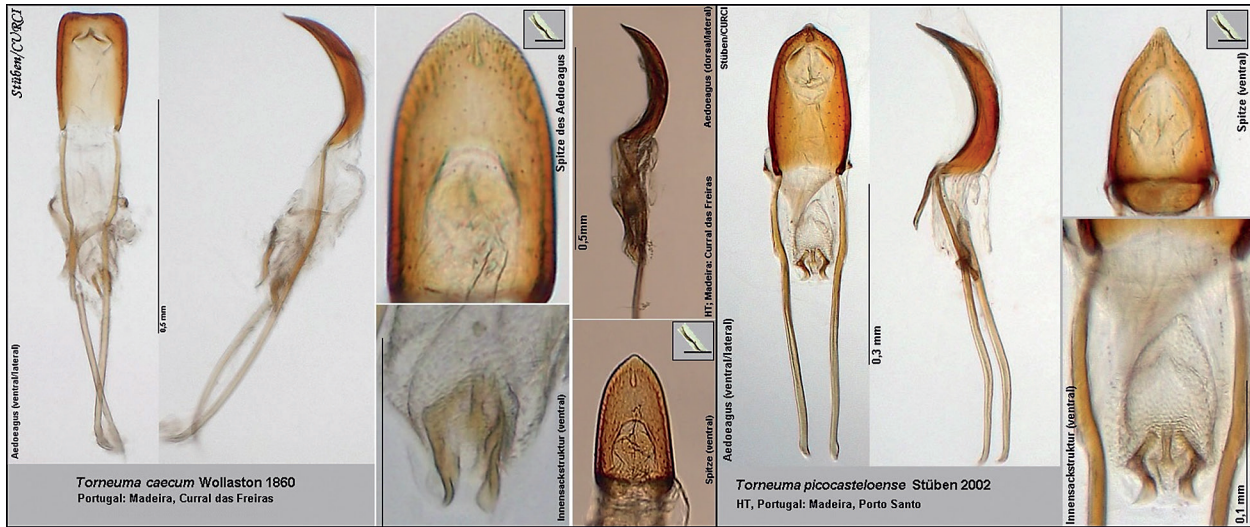 Stüben/CURCI
Aedoeagus (ventral/lateral)
0,5 mm
Torneuma caecum Wollaston 1860
Portugal: Madeira, Curral das Freiras
Spitze des Aedoeagus
Innensackstruktur (ventral)
0,5mm
Aedoeagus (dorsal/lateral)
HT; Madeira: Curral das Freiras
Spitze (ventral)
Stüben/CURCI
Aedoeagus (ventral/lateral)
0,3 mm
Torneuma picocasteloense Stüben 2002
HT, Portugal: Madeira, Porto Santo
Spitze (ventral)
Innensackstruktur (ventral)
0,1 mm